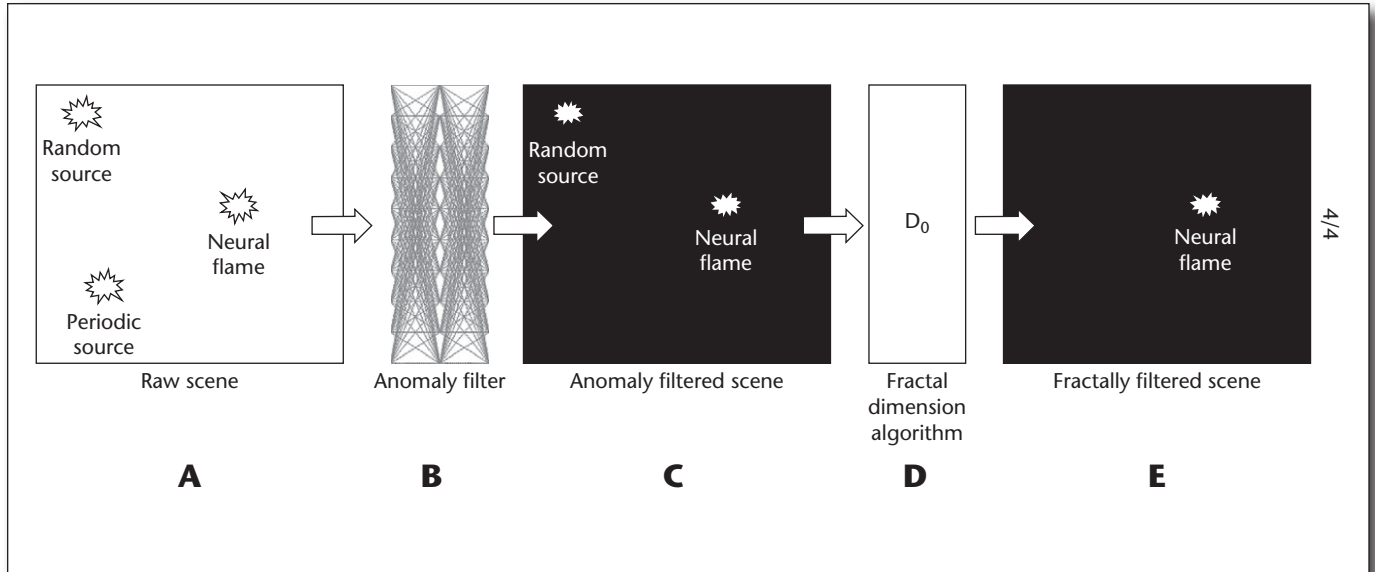 Random
source
Neural
flame
Periodic
source
Raw scene
Anomaly filter
Random
source
Neural
flame
Anomaly filtered scene
D₀
Fractal
dimension
algorithm
Neural
flame
Fractally filtered scene
4/4
A
B
C
D
E